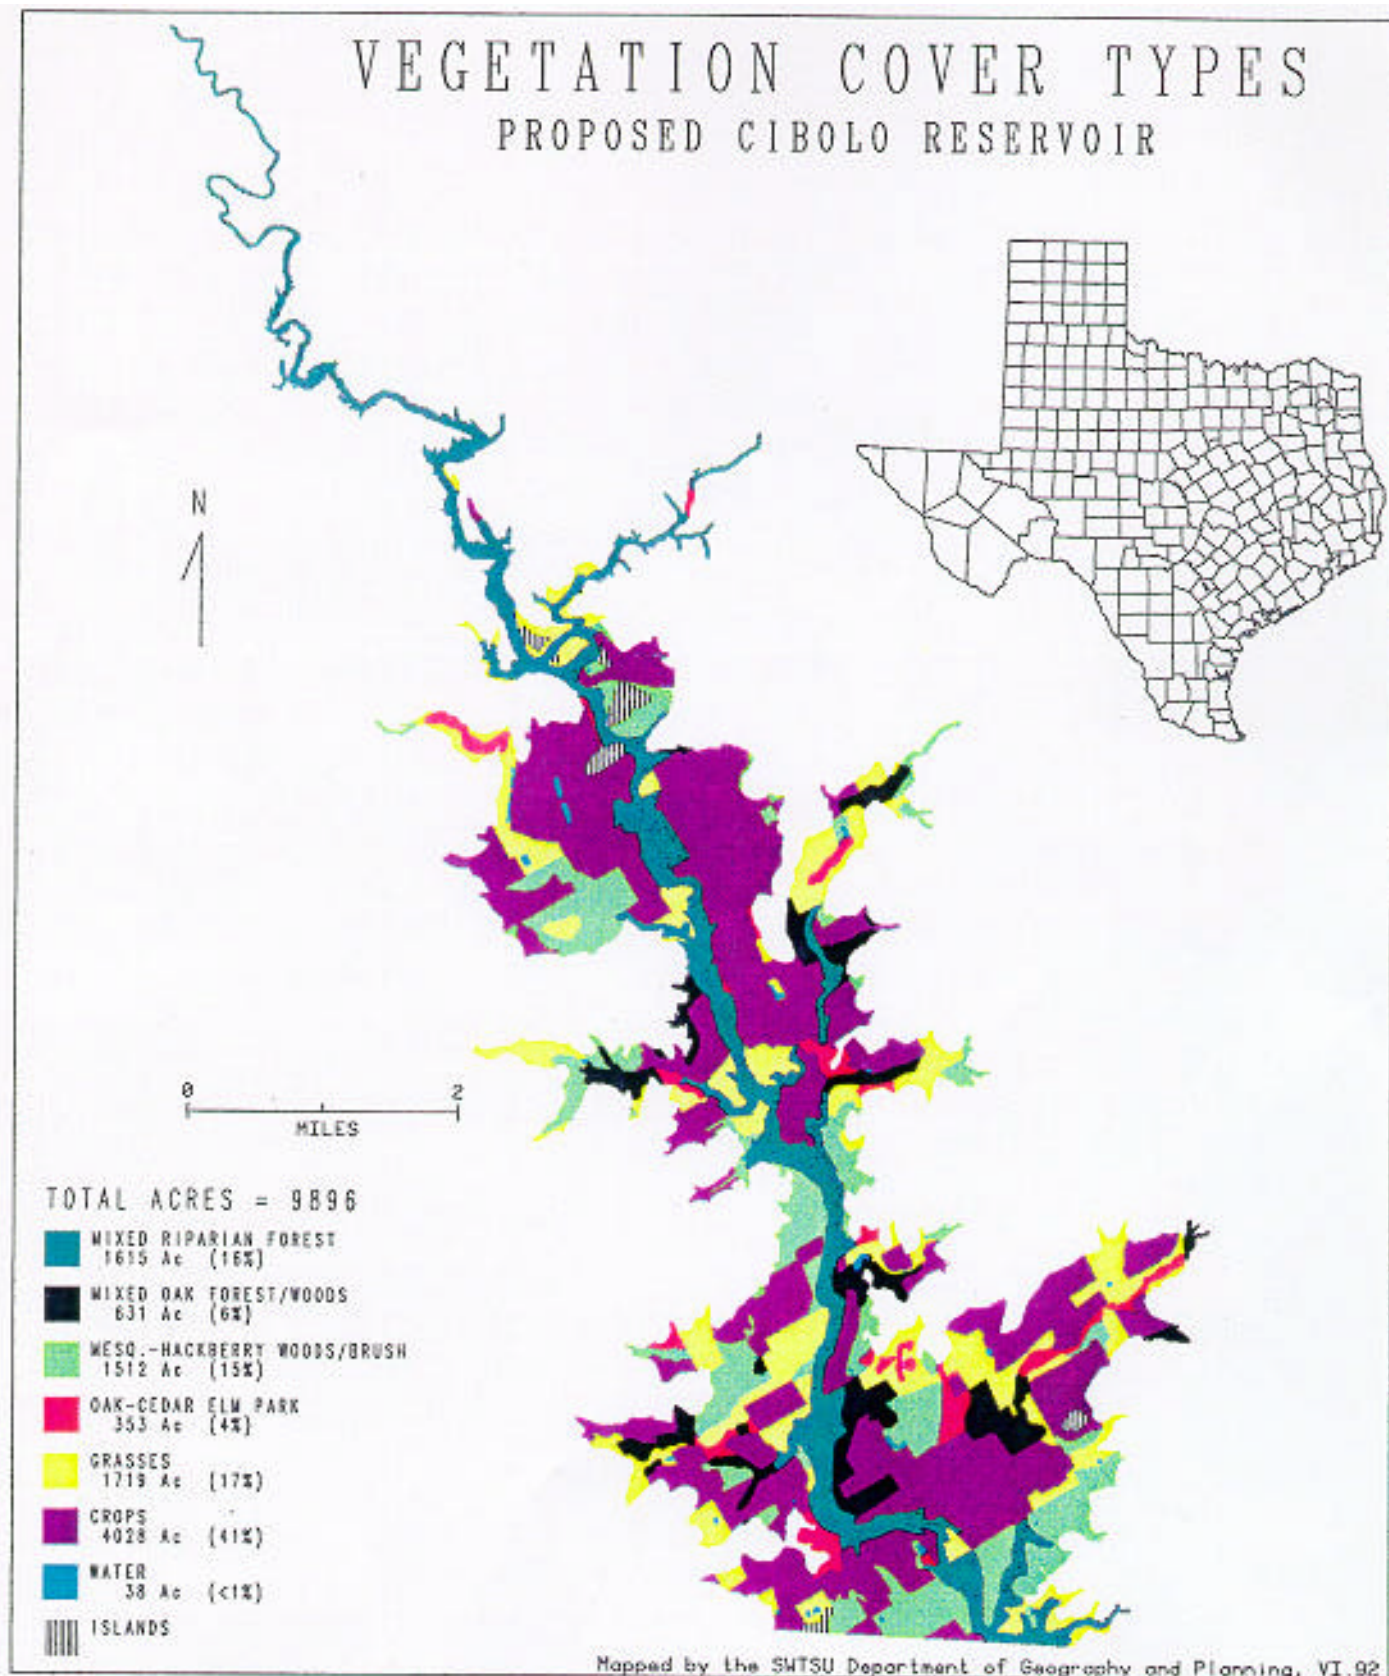 VEGETATION COVER TYPES
PROPOSED CIBOLO RESERVOIR
N
0 2
MILES
TOTAL ACRES = 9896
MIXED RIPARIAN FOREST
1615 Ac (16%)
MIXED OAK FOREST/WOODS
631 Ac (6%)
MESQ.-HACKBERRY WOODS/BRUSH
1512 Ac (15%)
OAK-CEDAR ELM PARK
353 Ac (4%)
GRASSES
1719 Ac (17%)
CROPS
4028 Ac (41%)
WATER
38 Ac (<1%)
ISLANDS
Mapped by the SWTSU Department of Geography and Planning, VI 92